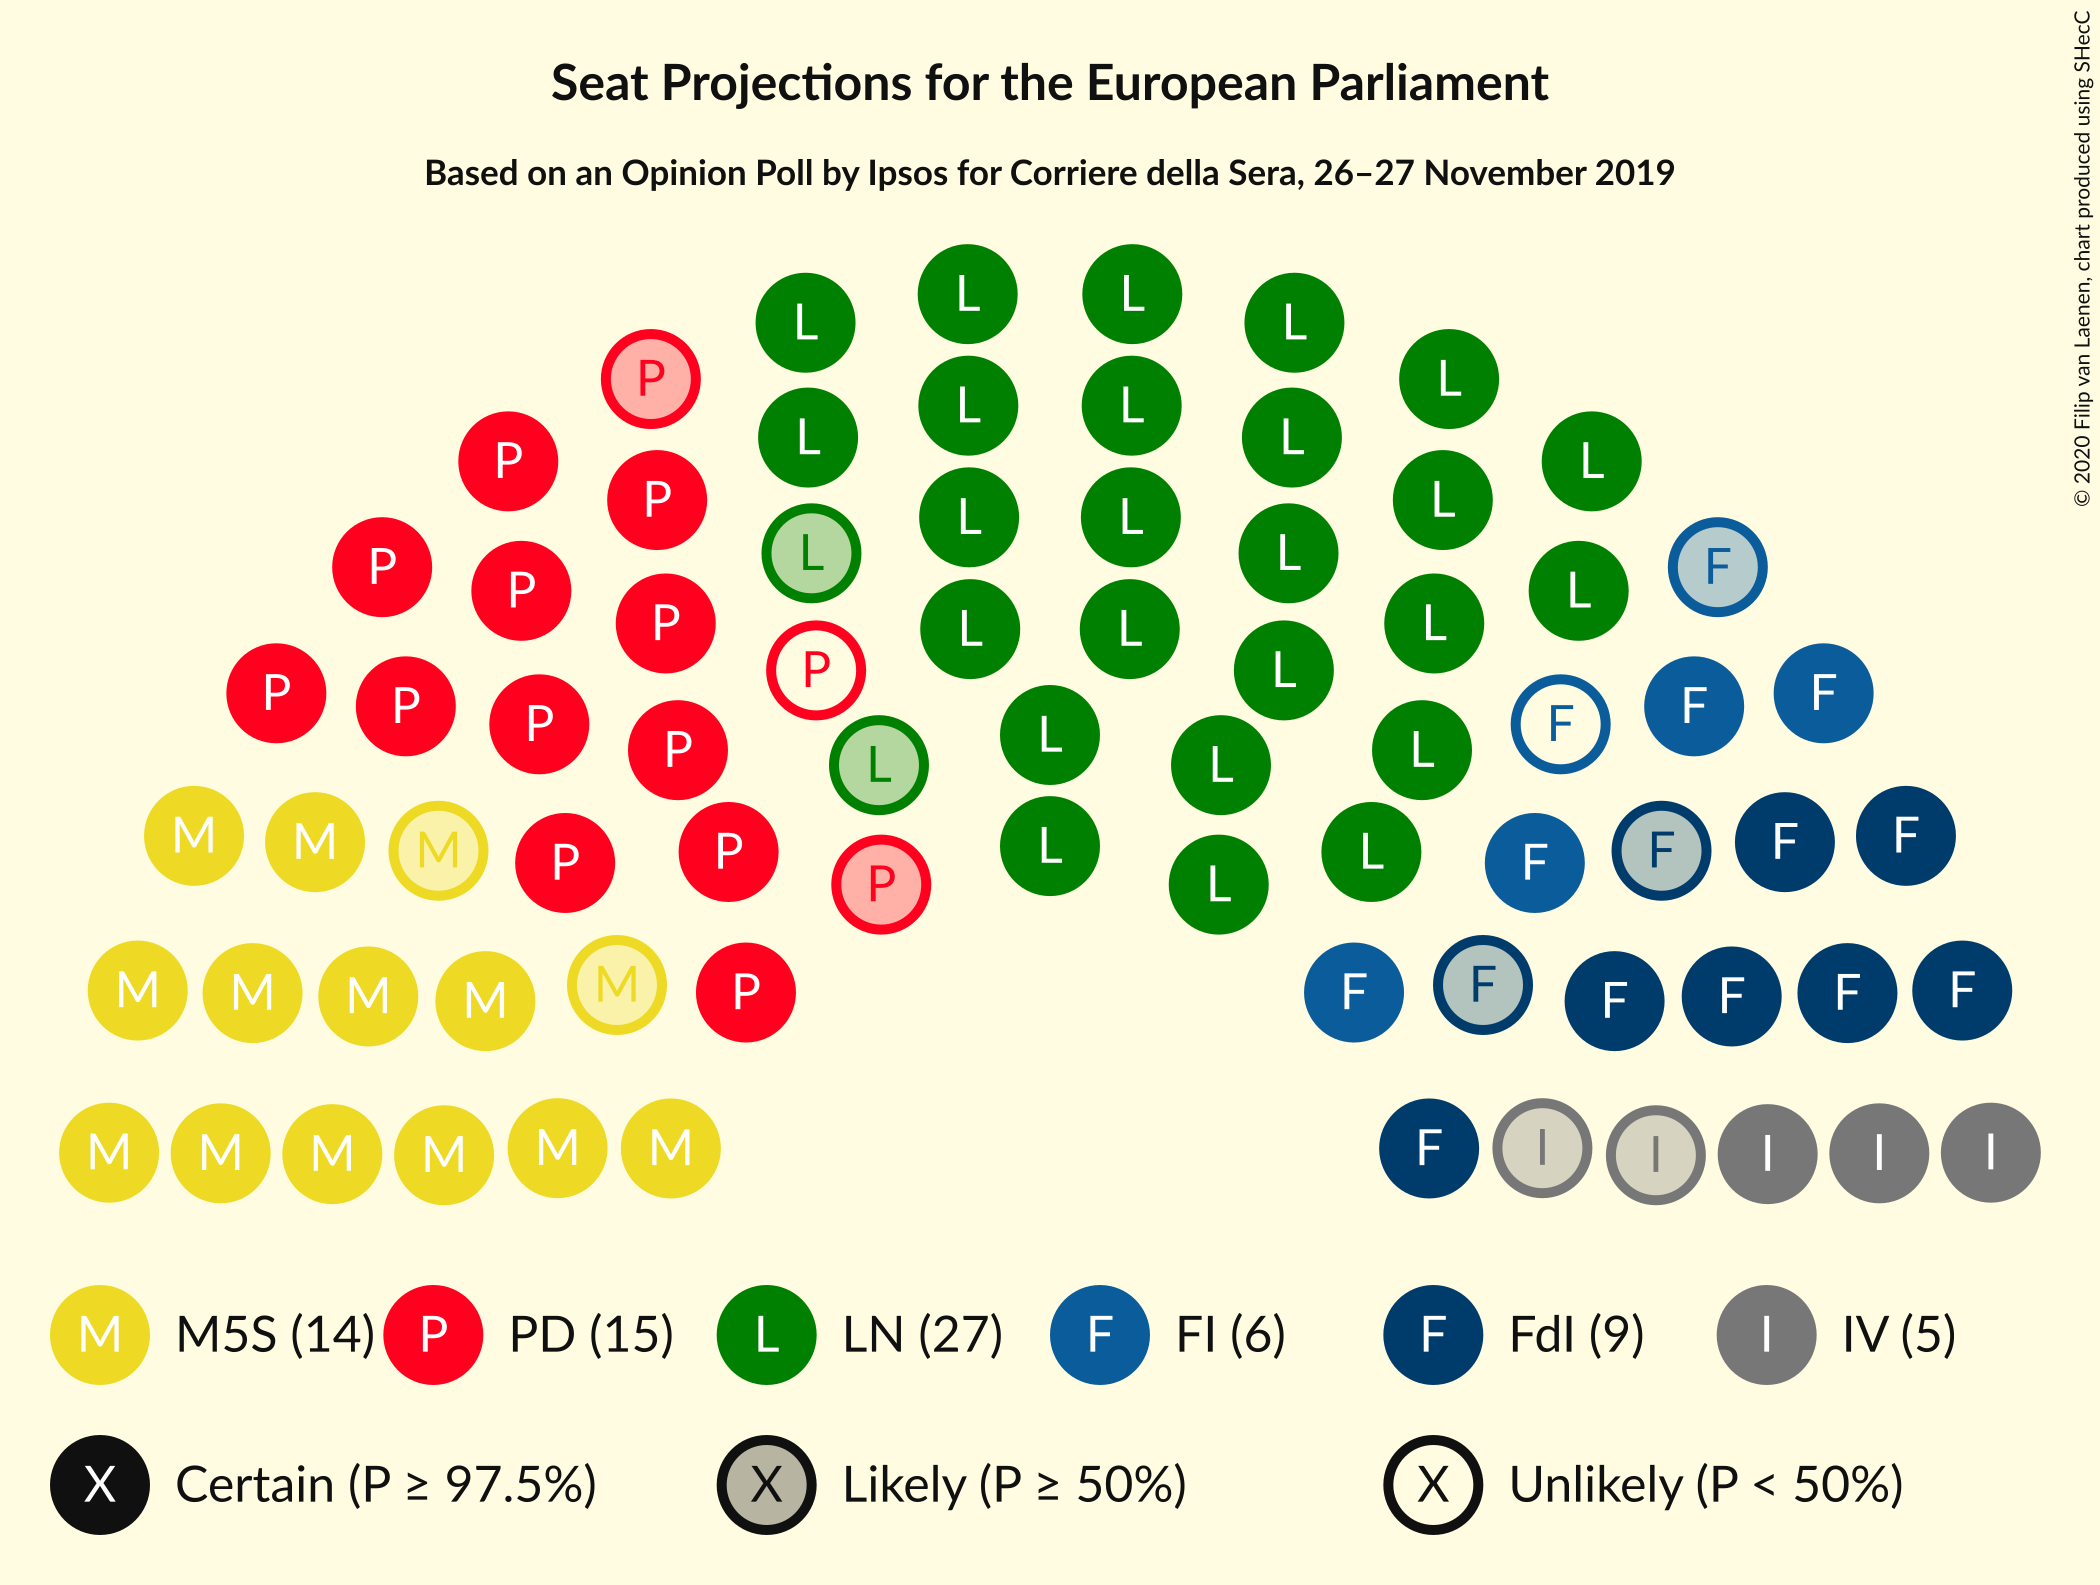 Seat Projections for the European Parliament
Based on an Opinion Poll by Ipsos for Corriere della Sera, 26–27 November 2019
© 2020 Filip van Laenen, chart produced using SHecC
L L
L L
P L
L L
L L
P L
P P
L L
L L
P L
P P
L L
F
P L
L L
P L
P P
P P
L
F F F
L L
M M M P
P L
F F F F
L
P L
M M M M M P
F F F F F F
M M M M M M
F I I I I I
M M5S (14) P PD (15) L LN (27) F FI (6) F FdI (9) I IV (5)
X Certain (P ≥ 97.5%) X Likely (P ≥ 50%) X Unlikely (P < 50%)